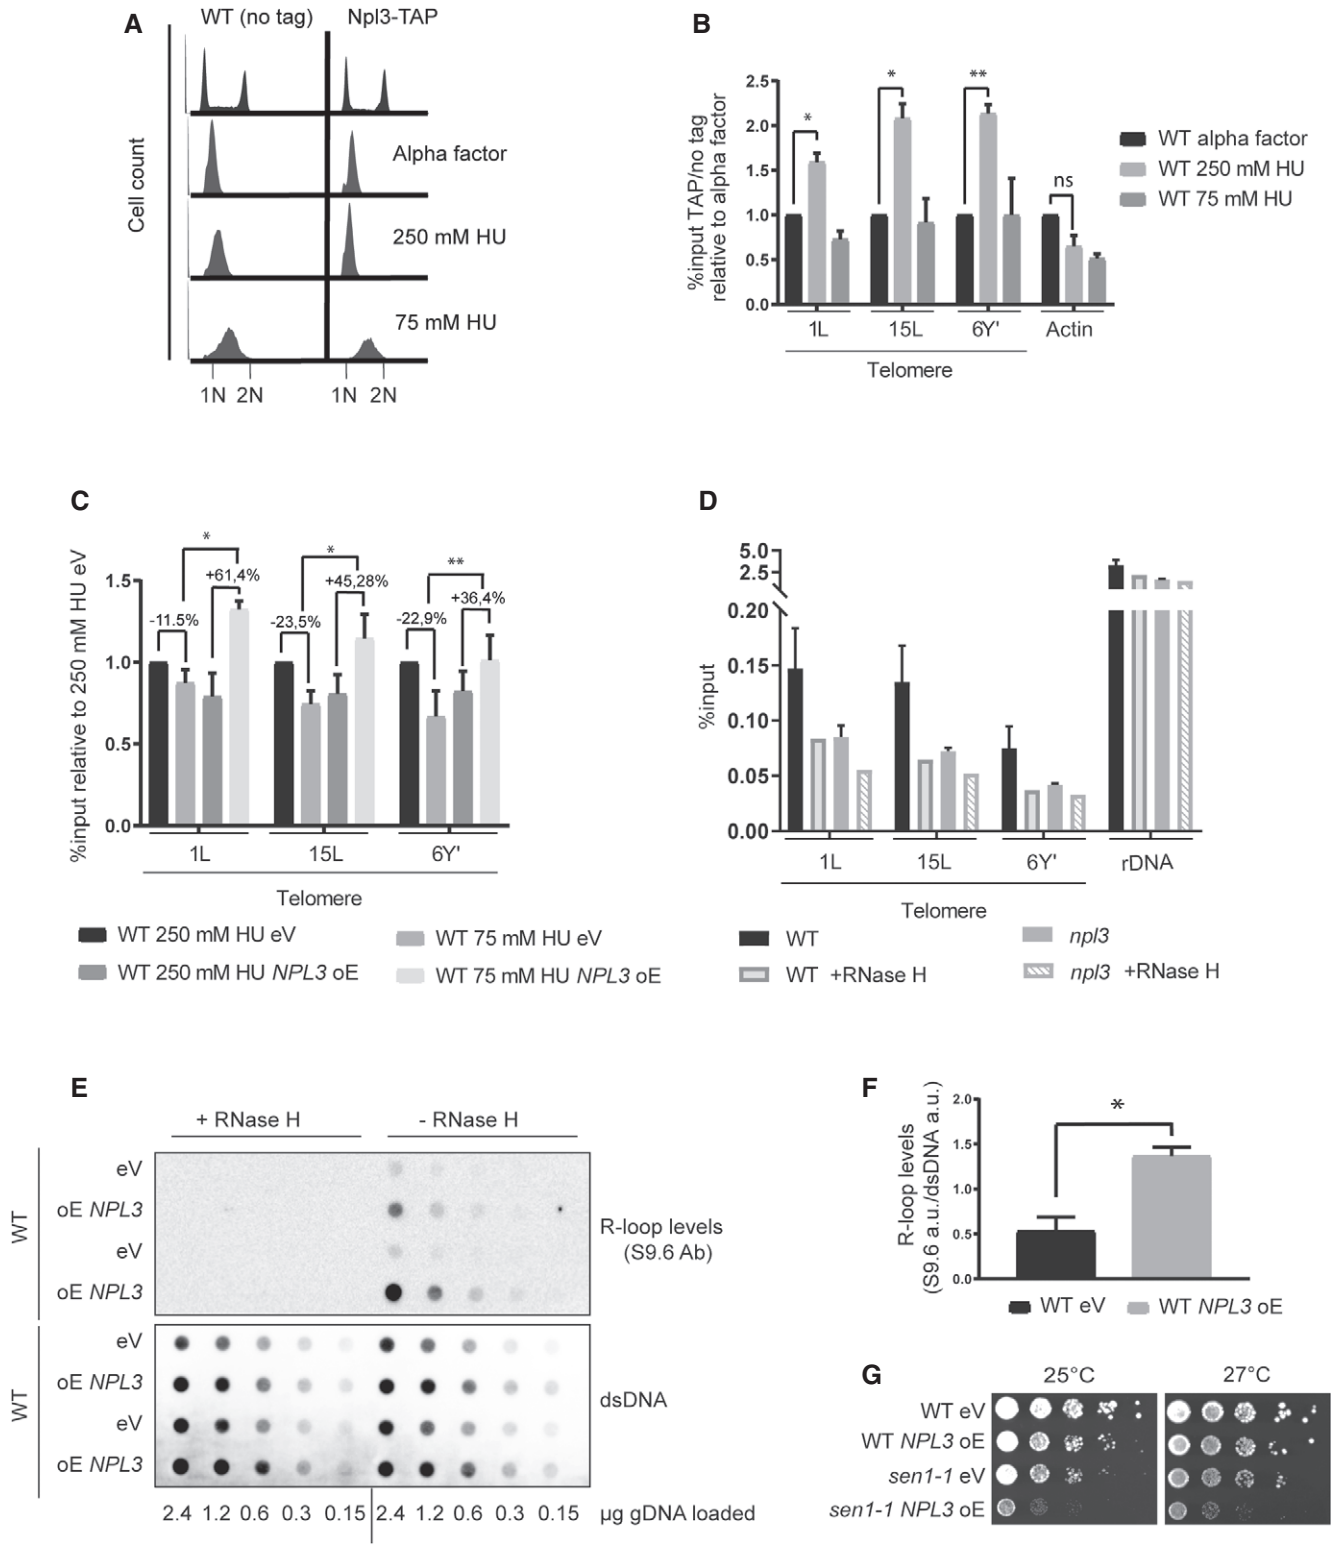 A
WT (no tag)
Npl3-TAP
Cell count
Alpha factor
250 mM HU
75 mM HU
1N 2N
1N 2N
B
%input TAP/no tag
relative to alpha factor
2.5
2.0
1.5
1.0
0.5
0.0
*
*
**
ns
1L
15L
6Y'
Actin
Telomere
WT alpha factor
WT 250 mM HU
WT 75 mM HU
C
%input relative to 250 mM HU eV
1.5
1.0
0.5
0.0
*
+61,4%
-11.5%
*
+45,28%
-23,5%
**
+36,4%
-22,9%
1L
15L
6Y'
Telomere
WT 250 mM HU eV
WT 75 mM HU eV
WT 250 mM HU NPL3 oE
WT 75 mM HU NPL3 oE
D
%input
5.0
2.5
0.20
0.15
0.10
0.05
0.00
1L
15L
6Y'
rDNA
Telomere
WT
npl3
WT +RNase H
npl3 +RNase H
E
+ RNase H
- RNase H
WT
eV
oE NPL3
eV
oE NPL3
R-loop levels
(S9.6 Ab)
WT
eV
oE NPL3
eV
oE NPL3
dsDNA
2.4 1.2 0.6 0.3 0.15 2.4 1.2 0.6 0.3 0.15 µg gDNA loaded
F
R-loop levels
(S9.6 a.u./dsDNA a.u.)
2.0
1.5
1.0
0.5
0.0
*
WT eV
WT NPL3 oE
G
25°C
27°C
WT eV
WT NPL3 oE
sen1-1 eV
sen1-1 NPL3 oE